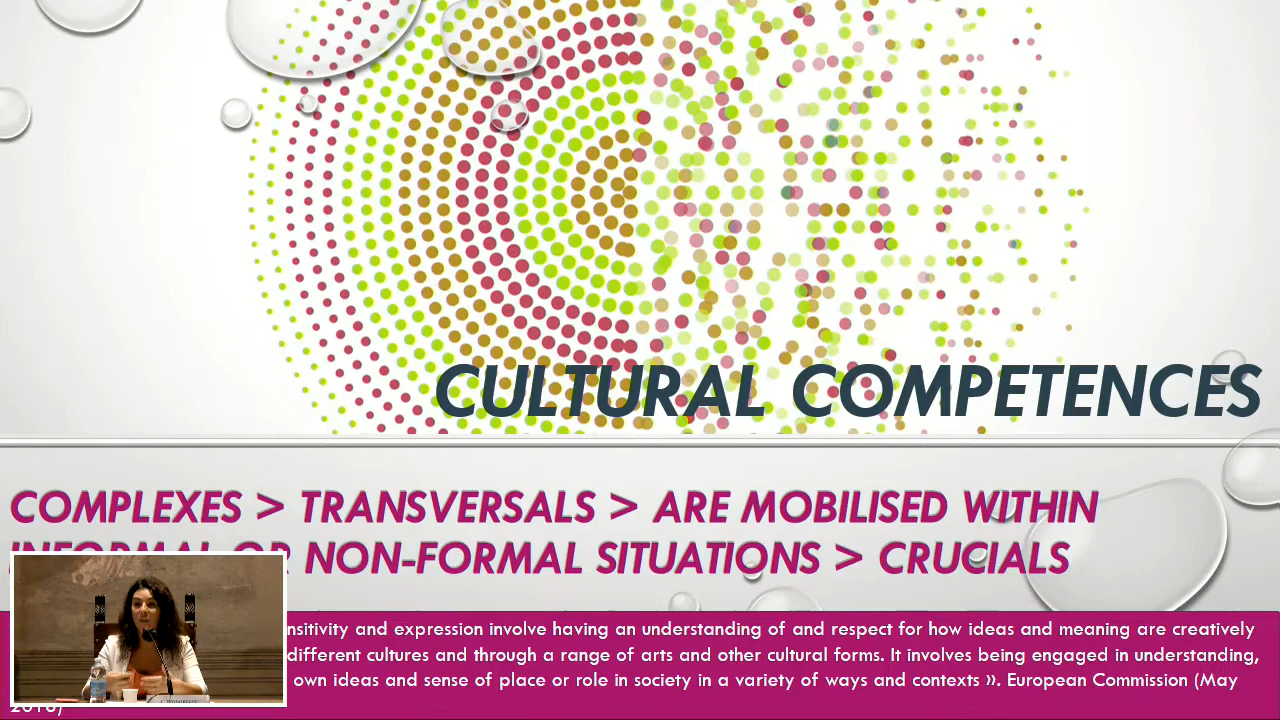 CULTURAL COMPETENCES
COMPLEXES > TRANSVERSALS > ARE MOBILISED WITHIN
INFORMAL OR NON-FORMAL SITUATIONS > CRUCIALS
nsitivity and expression involve having an understanding of and respect for how ideas and meaning are creatively
different cultures and through a range of arts and other cultural forms. It involves being engaged in understanding,
own ideas and sense of place or role in society in a variety of ways and contexts ». European Commission (May